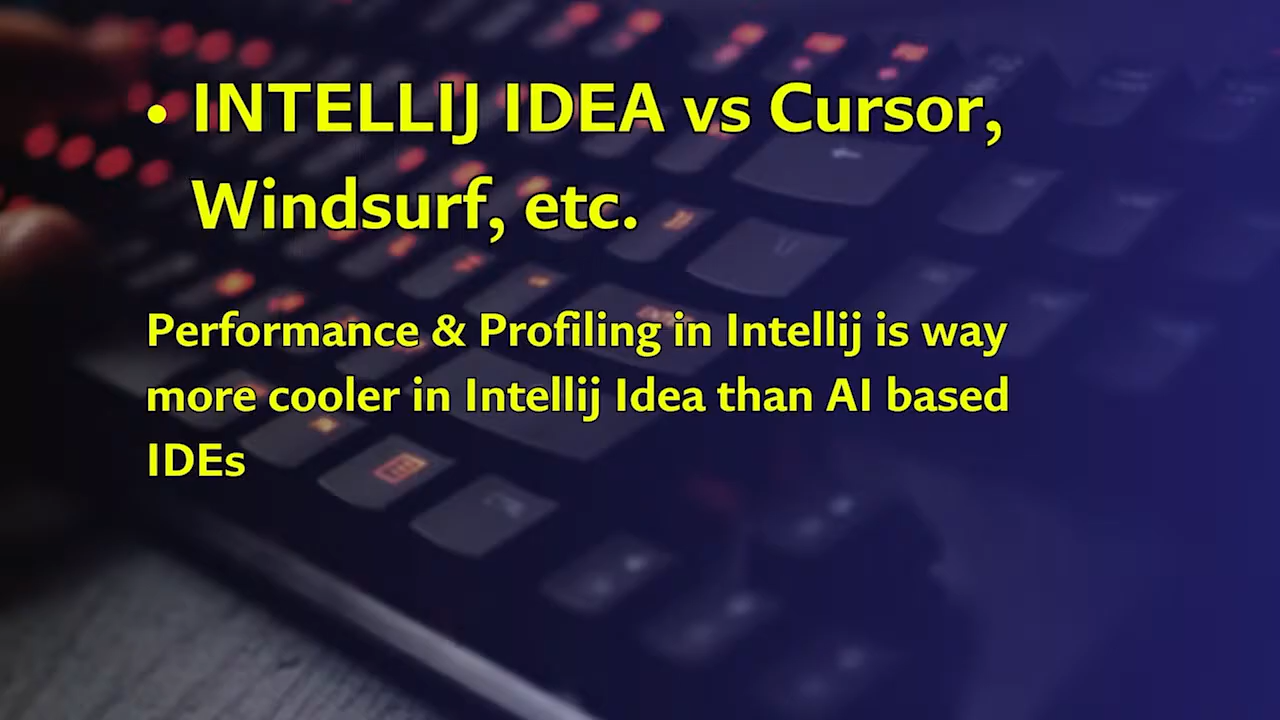 • INTELLIJ IDEA vs Cursor,
Windsurf, etc.
Performance & Profiling in Intellij is way
more cooler in Intellij Idea than AI based
IDEs